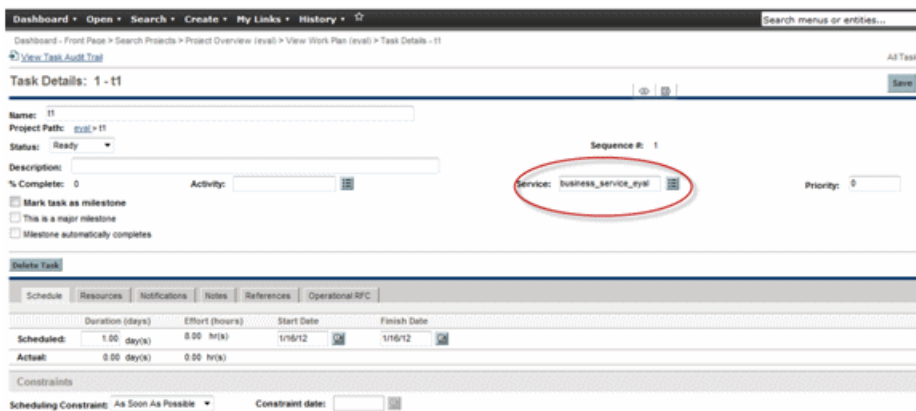 Dashboard • Open • Search • Create • My Links • History • ☆ Search menus or entities...
Dashboard - Front Page > Search Projects > Project Overview (eval) > View Work Plan (eval) > Task Details - t1
View Task Audit Trail All Task
Task Details: 1 - t1 Save
Name: t1
Project Path: eval > t1
Status: Ready Sequence #: 1
Description:
% Complete: 0 Activity: Service: business_service_eyal Priority: 0
Mark task as milestone
This is a major milestone
Milestone automatically completes
Delete Task
Schedule Resources Notifications Notes References Operational RFC
Duration (days) Effort (hours) Start Date Finish Date
Scheduled: 1.00 day(s) 8.00 hr(s) 1/16/12 1/16/12
Actual: 0.00 day(s) 0.00 hr(s)
Constraints
Scheduling Constraint: As Soon As Possible Constraint date: